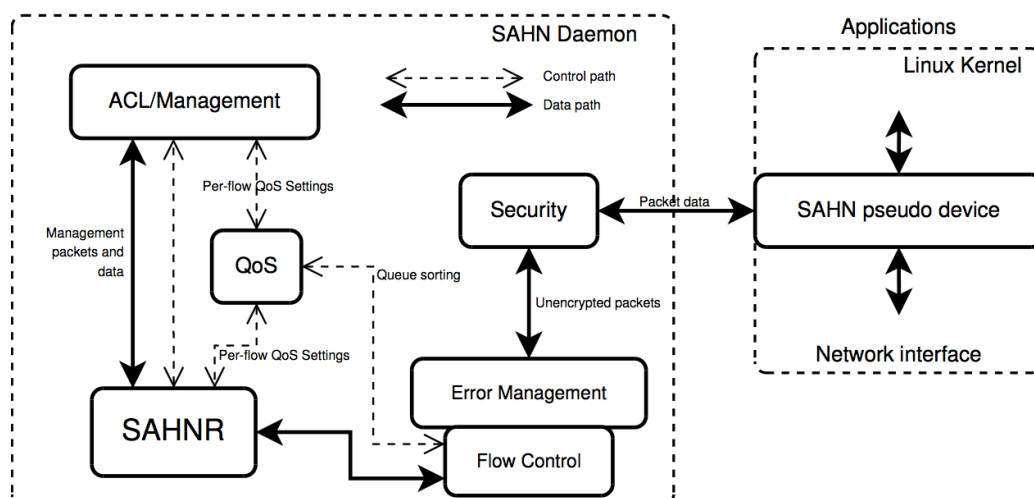 Applications
SAHN Daemon
Linux Kernel
Control path
ACL/Management
Data path
Per-flow QoS Settings
Security
Packet data
SAHN pseudo device
Management
packets and
data
QoS
Queue sorting
Unencrypted packets
Per-flow QoS Settings
Network interface
Error Management
SAHNR
Flow Control